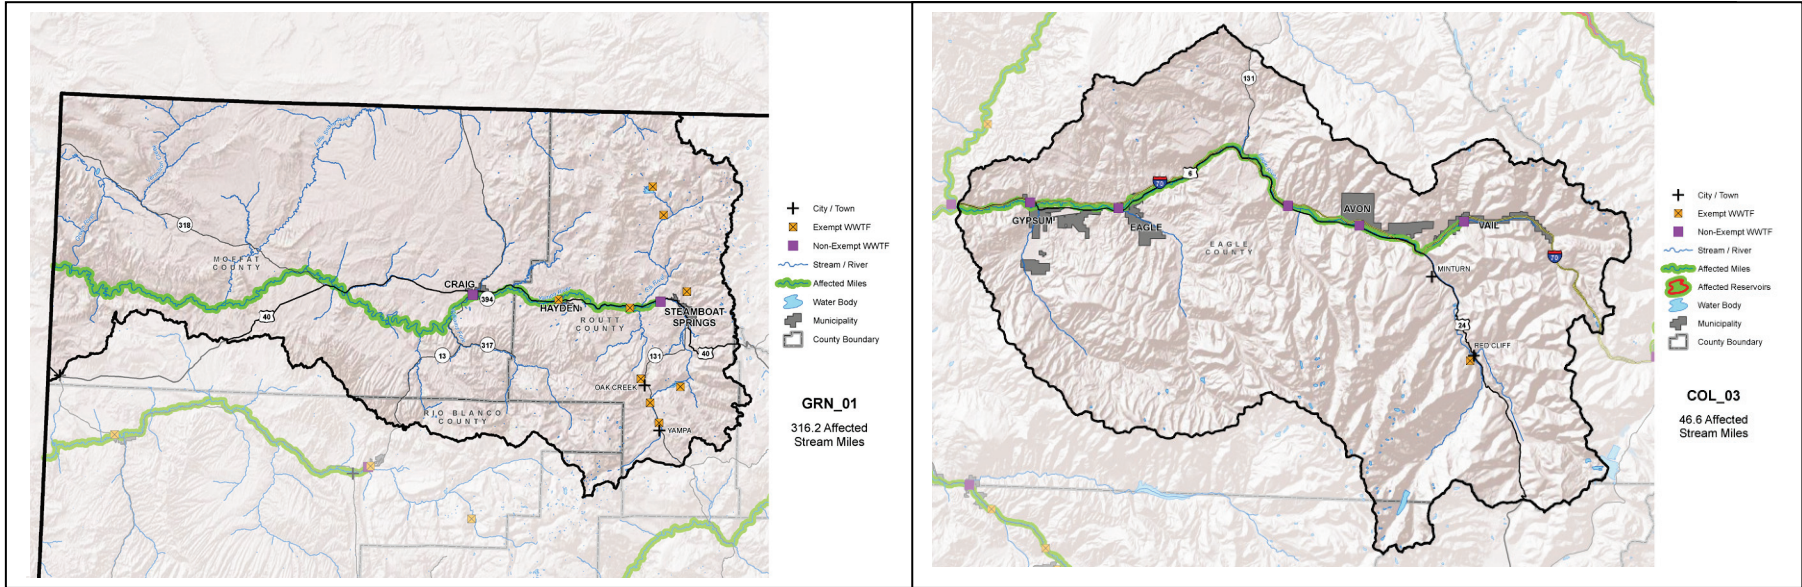 318
MOFFAT
COUNTY
CRAIG
394
HAYDEN
ROUTT
COUNTY
STEAMBOAT
SPRINGS
40
13
317
131
40
OAK CREEK
RIO BLANCO
COUNTY
YAMPA
City / Town
Exempt WWTF
Non-Exempt WWTF
Stream / River
Affected Miles
Water Body
Municipality
County Boundary
GRN_01
316.2 Affected
Stream Miles
131
6
70
GYPSUM
EAGLE
EAGLE
COUNTY
AVON
VAIL
70
MINTURN
24
RED CLIFF
City / Town
Exempt WWTF
Non-Exempt WWTF
Stream / River
Affected Miles
Affected Reservoirs
Water Body
Municipality
County Boundary
COL_03
46.6 Affected
Stream Miles